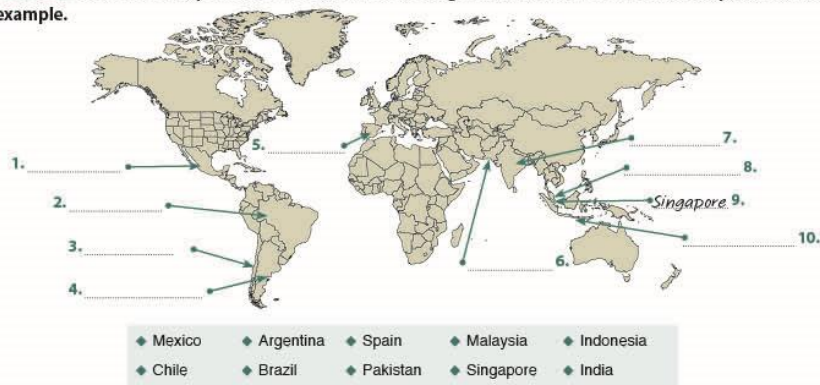 example.
1.
2.
3.
4.
5.
6.
7.
8.
Singapore 9.
10.
◆ Mexico ◆ Argentina ◆ Spain ◆ Malaysia ◆ Indonesia
◆ Chile ◆ Brazil ◆ Pakistan ◆ Singapore ◆ India